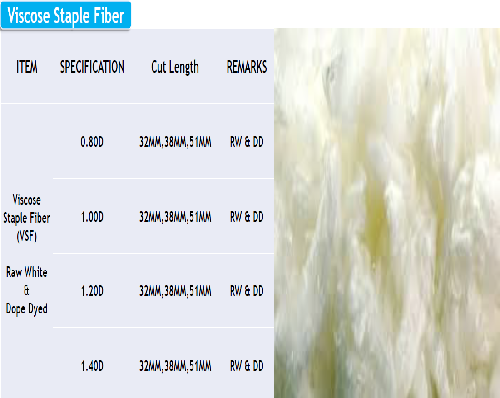 Viscose Staple Fiber
ITEM SPECIFICATION Cut Length REMARKS
0.80D 32MM,38MM,51MM RW & DD
Viscose
Staple Fiber
(VSF)
1.00D 32MM,38MM,51MM RW & DD
Raw White
&
Dope Dyed
1.20D 32MM,38MM,51MM RW & DD
1.40D 32MM,38MM,51MM RW & DD